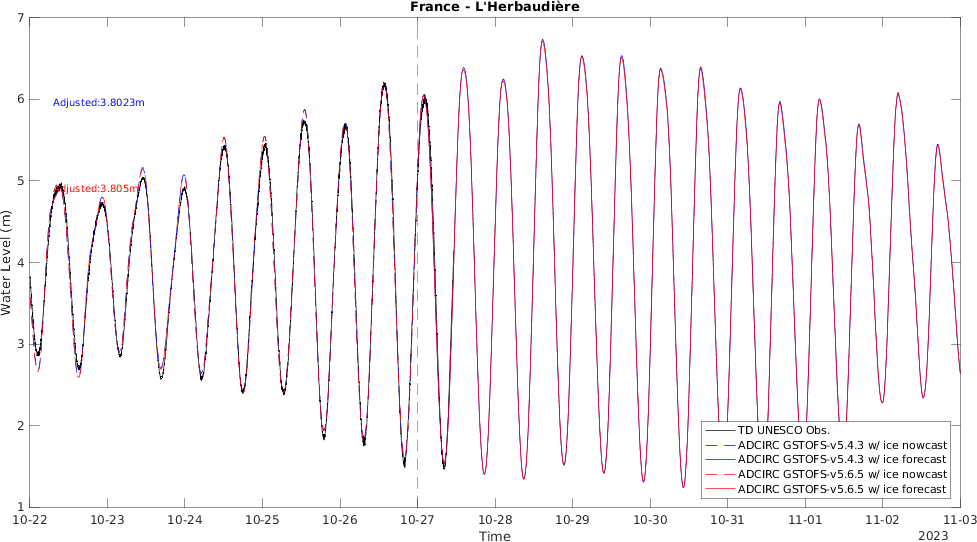 France - L'Herbaudière
7
6
5
4
3
2
1
Water Level (m)
Adjusted:3.8023m
Adjusted:3.805m
TD UNESCO Obs.
ADCIRC GSTOFS-v5.4.3 w/ ice nowcast
ADCIRC GSTOFS-v5.4.3 w/ ice forecast
ADCIRC GSTOFS-v5.6.5 w/ ice nowcast
ADCIRC GSTOFS-v5.6.5 w/ ice forecast
10-22 10-23 10-24 10-25 10-26 10-27 10-28 10-29 10-30 10-31 11-01 11-02 11-03
Time
2023